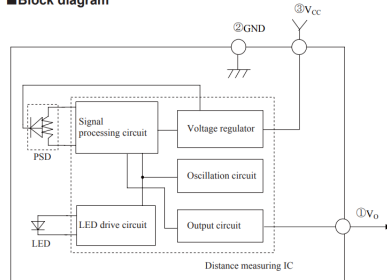 ■Block diagram
③VCC
②GND
Signal
processing circuit
Voltage regulator
PSD
Oscillation circuit
①VO
LED drive circuit
Output circuit
LED
Distance measuring IC